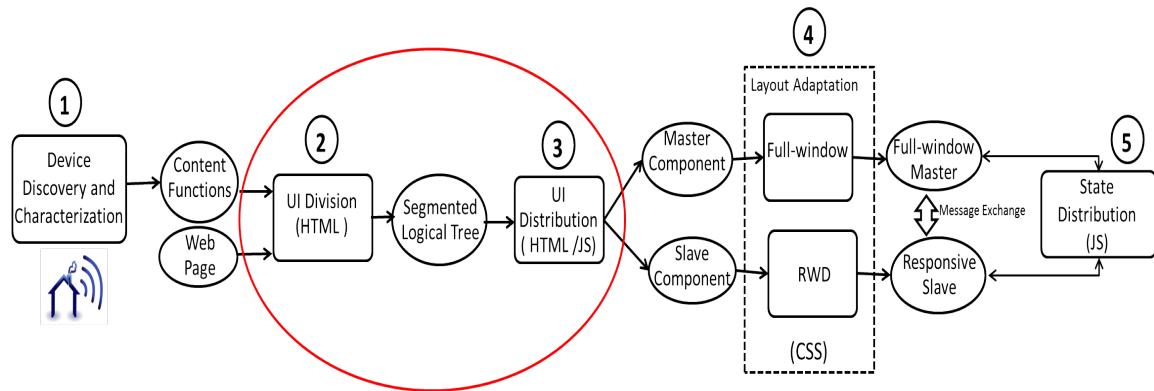 1
Device
Discovery and
Characterization
Content
Functions
Web
Page
2
UI Division
(HTML )
Segmented
Logical Tree
3
UI
Distribution
( HTML /JS)
Master
Component
Slave
Component
4
Layout Adaptation
Full-window
RWD
(CSS)
Full-window
Master
Message Exchange
Responsive
Slave
5
State
Distribution
(JS)